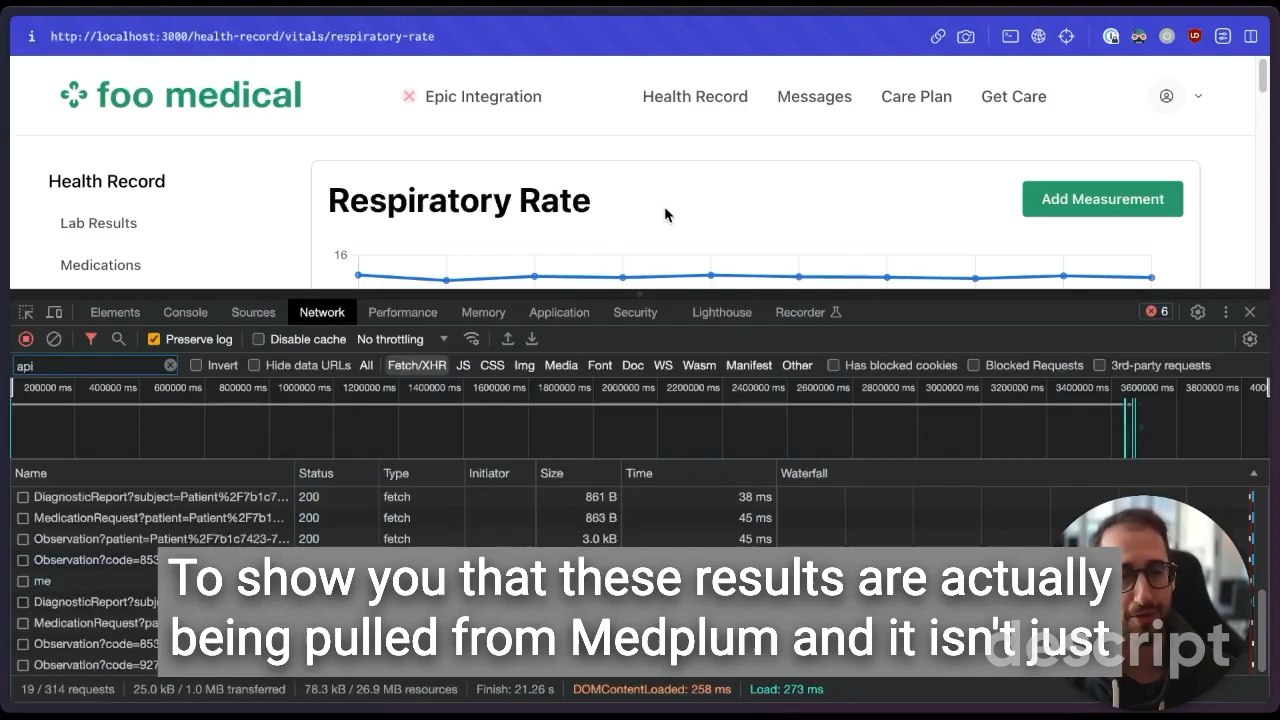 http://localhost:3000/health-record/vitals/respiratory-rate
foo medical
Epic Integration
Health Record
Messages
Care Plan
Get Care
Health Record
Lab Results
Medications
Respiratory Rate
Add Measurement
16
Elements Console Sources Network Performance Memory Application Security Lighthouse Recorder 6
Preserve log Disable cache No throttling
api Invert Hide data URLs All Fetch/XHR JS CSS Img Media Font Doc WS Wasm Manifest Other Has blocked cookies Blocked Requests 3rd-party requests
200000 ms 400000 ms 600000 ms 800000 ms 1000000 ms 1200000 ms 1400000 ms 1600000 ms 1800000 ms 2000000 ms 2200000 ms 2400000 ms 2600000 ms 2800000 ms 3000000 ms 3200000 ms 3400000 ms 3600000 ms 3800000 ms
Name Status Type Initiator Size Time Waterfall
DiagnosticReport?subject=Patient%2F7b1c7... 200 fetch 861 B 38 ms
MedicationRequest?patient=Patient%2F7b1... 200 fetch 863 B 45 ms
Observation?patient=Patient%2F7b1c7423-7... 200 fetch 3.0 kB 45 ms
Observation?code=853
me
DiagnosticReport?subj
MedicationRequest?pa
Observation?code=853
Observation?code=927
To show you that these results are actually
being pulled from Medplum and it isn't just
descript
19 / 314 requests 25.0 kB / 1.0 MB transferred 78.3 kB / 26.9 MB resources Finish: 21.26 s DOMContentLoaded: 258 ms Load: 273 ms